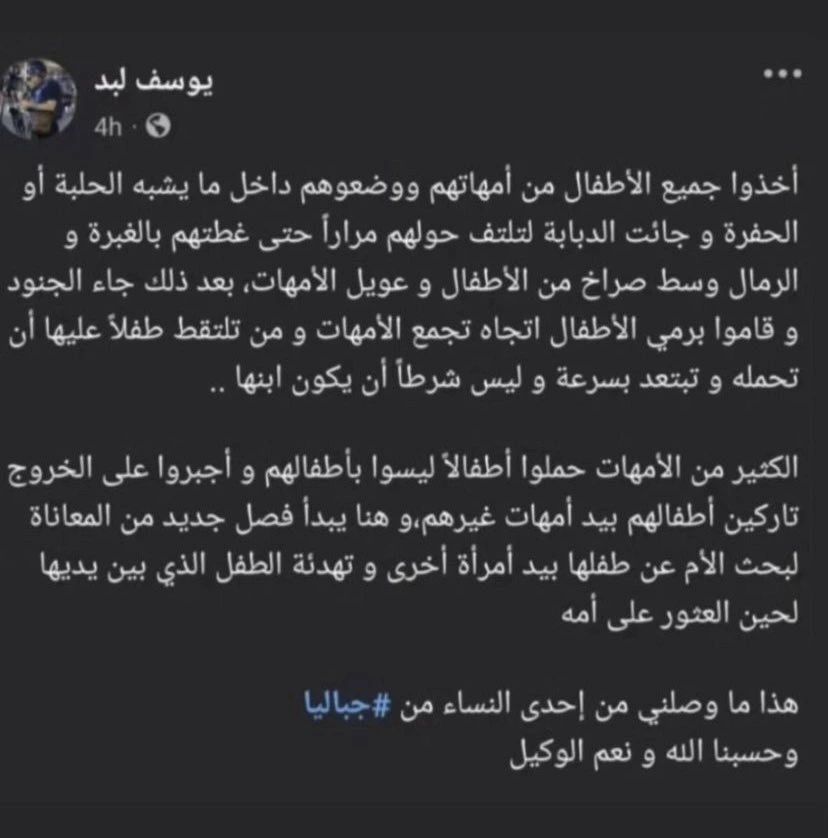 يوسف لبد
4h
أخذوا جميع الأطفال من أمهاتهم ووضعوهم داخل ما يشبه الحلبة أو
الحفرة و جائت الدبابة لتلتف حولهم مراراً حتى غطتهم بالغبرة و
الرمال وسط صراخ من الأطفال و عويل الأمهات، بعد ذلك جاء الجنود
و قاموا برمي الأطفال اتجاه تجمع الأمهات و من تلتقط طفلاً عليها أن
تحمله و تبتعد بسرعة و ليس شرطاً أن يكون ابنها ..
الكثير من الأمهات حملوا أطفالاً ليسوا بأطفالهم و أجبروا على الخروج
تاركين أطفالهم بيد أمهات غيرهم،و هنا يبدأ فصل جديد من المعاناة
لبحث الأم عن طفلها بيد أمرأة أخرى و تهدئة الطفل الذي بين يديها
لحين العثور على أمه
هذا ما وصلني من إحدى النساء من #جباليا
وحسبنا الله و نعم الوكيل